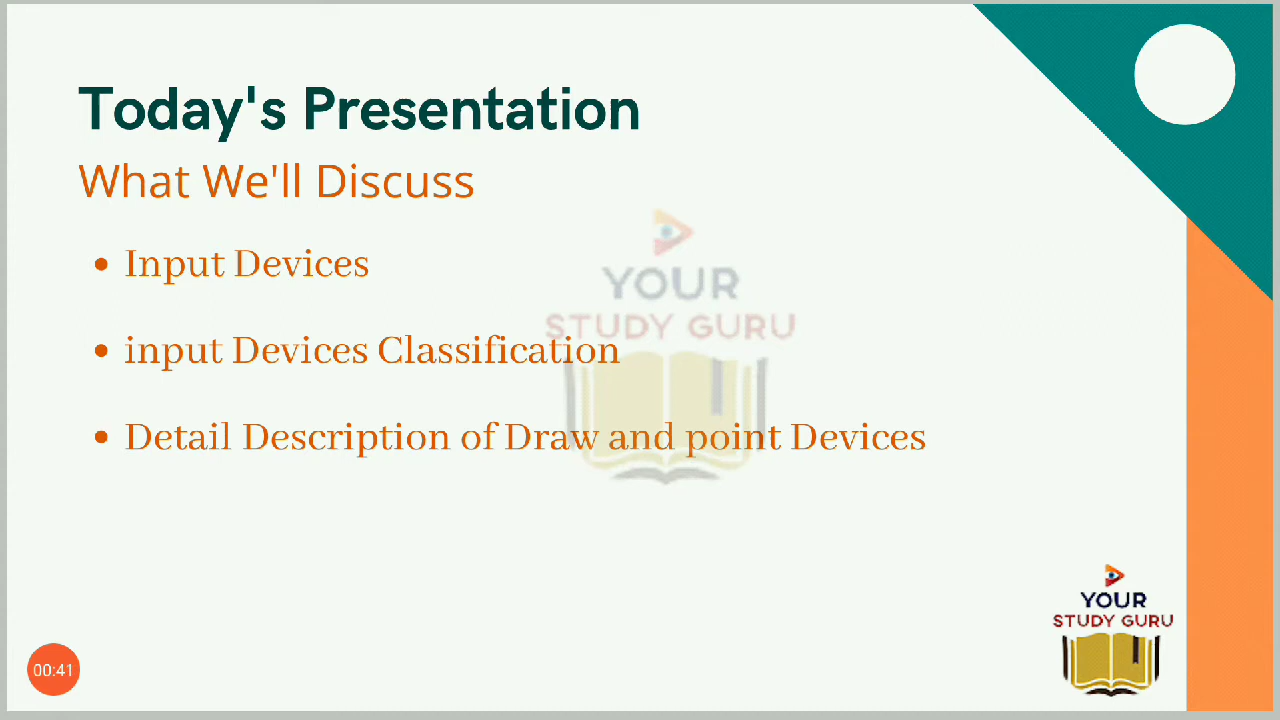 Today's Presentation
What We'll Discuss
• Input Devices
YOUR
STUDY GURU
• input Devices Classification
• Detail Description of Draw and point Devices
YOUR
STUDY GURU
00:41